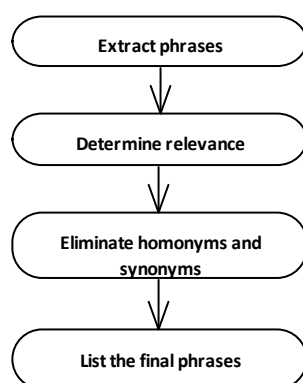 Extract phrases
Determine relevance
Eliminate homonyms and
synonyms
List the final phrases